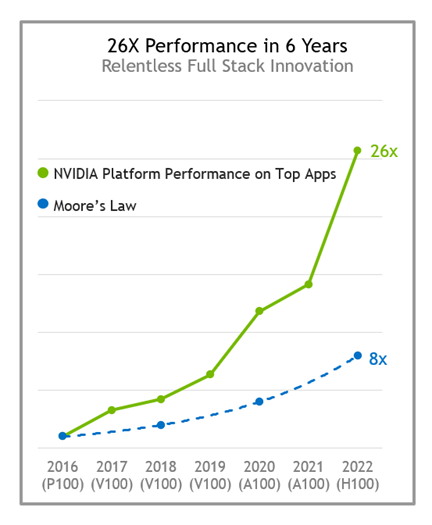 26X Performance in 6 Years
Relentless Full Stack Innovation
26x
NVIDIA Platform Performance on Top Apps
Moore's Law
8x
2016 2017 2018 2019 2020 2021 2022
(P100) (V100) (V100) (V100) (A100) (A100) (H100)